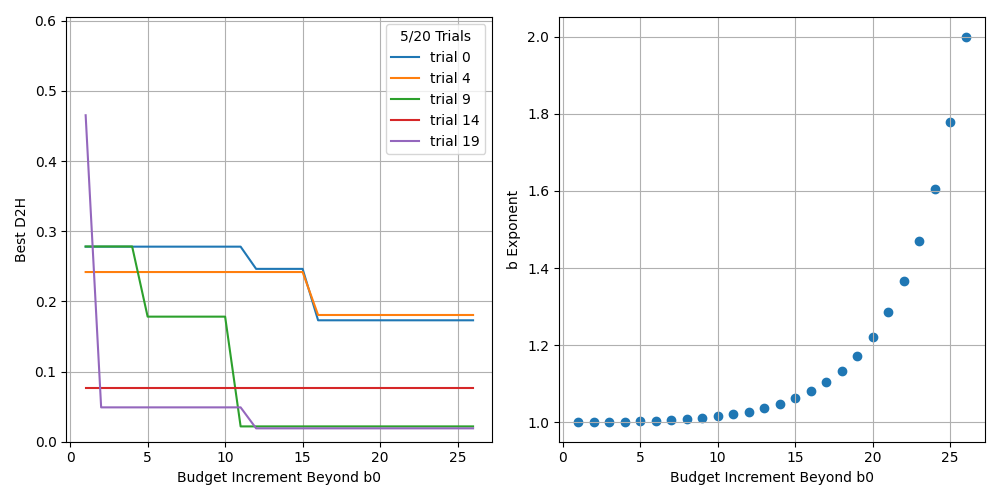 0.6
0.5
0.4
0.3
0.2
0.1
0.0
Best D2H
0 5 10 15 20 25
Budget Increment Beyond b0
5/20 Trials
trial 0
trial 4
trial 9
trial 14
trial 19
2.0
1.8
1.6
1.4
1.2
1.0
b Exponent
0 5 10 15 20 25
Budget Increment Beyond b0